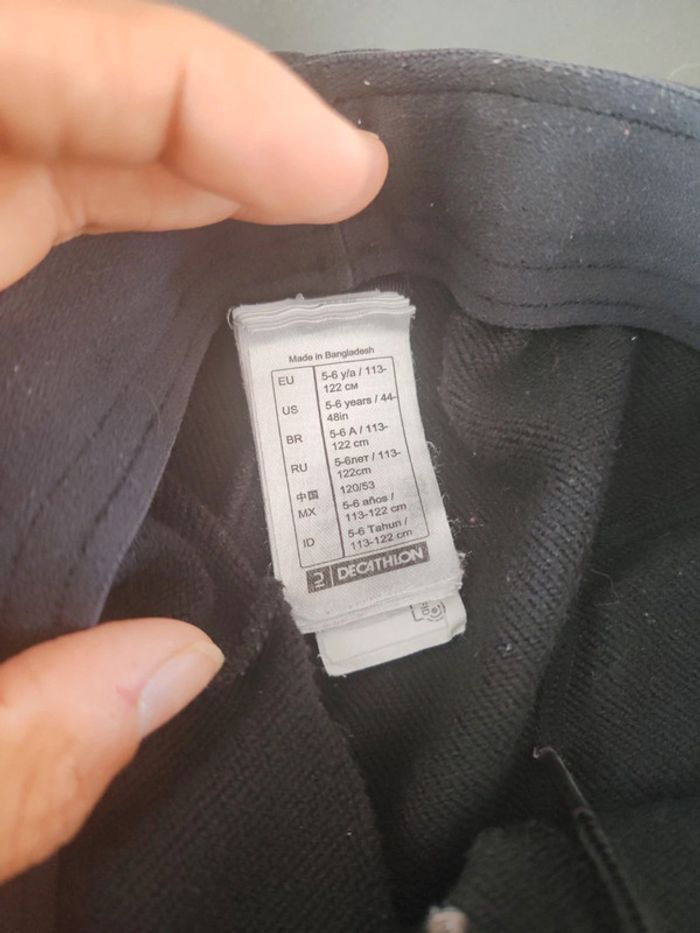 Made in Bangladesh
EU 5-6 y/a / 113-
122 см
US 5-6 years / 44-
48in
BR 5-6 A / 113-
122 cm
RU 5-6лет / 113-
122cm
中国 120/53
MX 5-6 años /
113-122 cm
ID 5-6 Tahun /
113-122 cm
DECATHLON